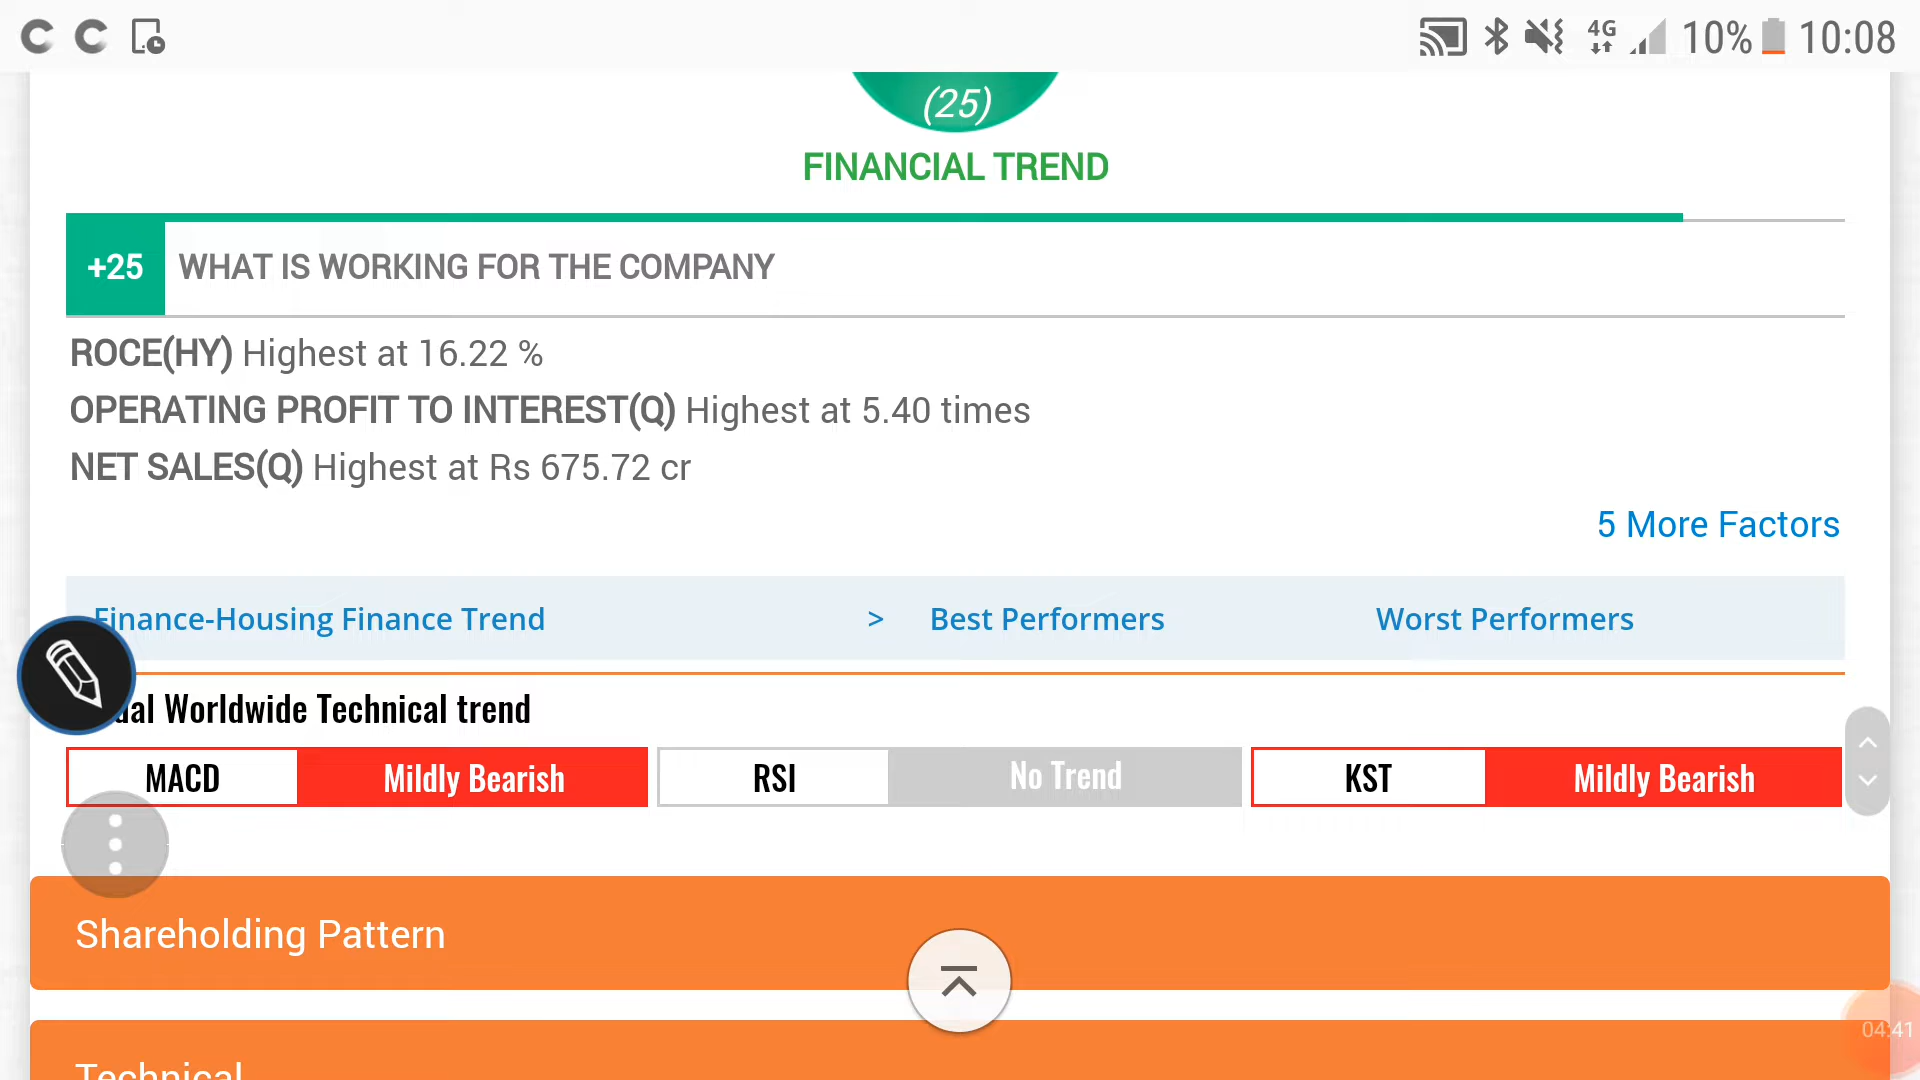 4G 10% 10:08
(25)
FINANCIAL TREND
+25 WHAT IS WORKING FOR THE COMPANY
ROCE(HY) Highest at 16.22 %
OPERATING PROFIT TO INTEREST(Q) Highest at 5.40 times
NET SALES(Q) Highest at Rs 675.72 cr
5 More Factors
Finance-Housing Finance Trend > Best Performers Worst Performers
Worldwide Technical trend
MACD Mildly Bearish RSI No Trend KST Mildly Bearish
Shareholding Pattern
04:41
Technical